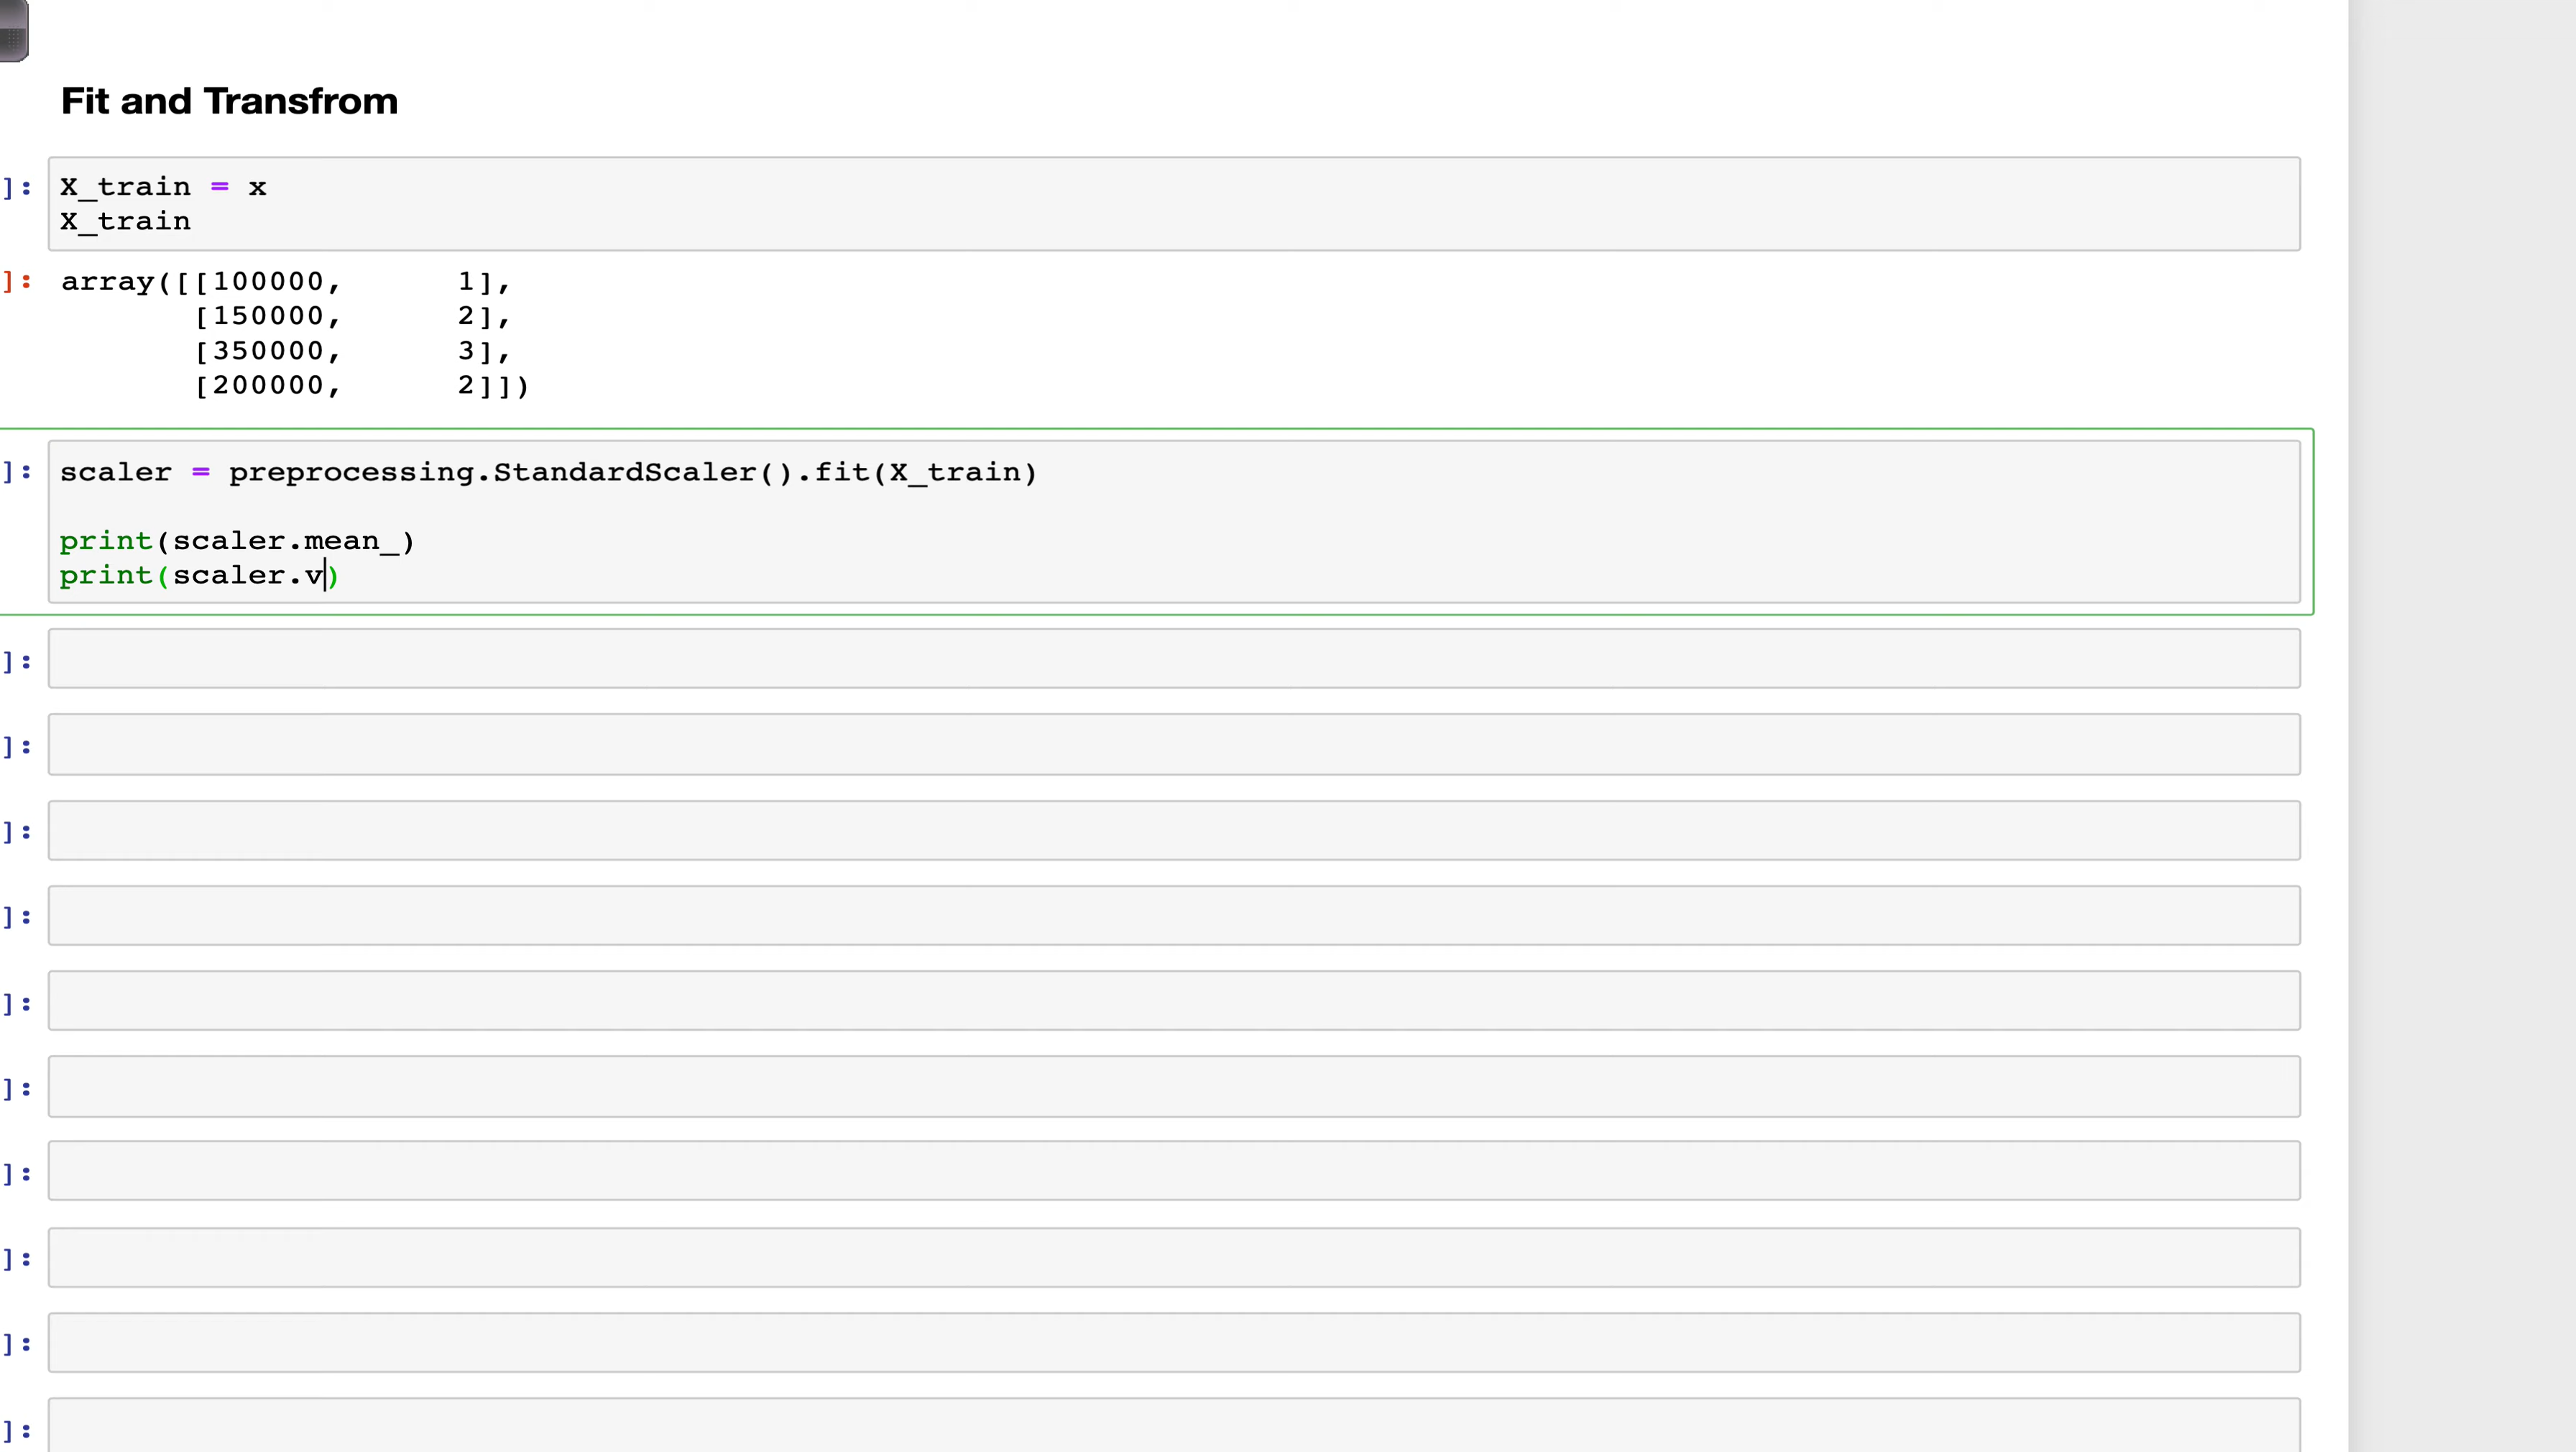 Fit and Transfrom
]: X_train = x
X_train
]: array([[100000,      1],
       [150000,      2],
       [350000,      3],
       [200000,      2]])
]: scaler = preprocessing.StandardScaler().fit(X_train)
print(scaler.mean_)
print(scaler.v)
]:
]:
]:
]:
]:
]:
]:
]:
]:
]: